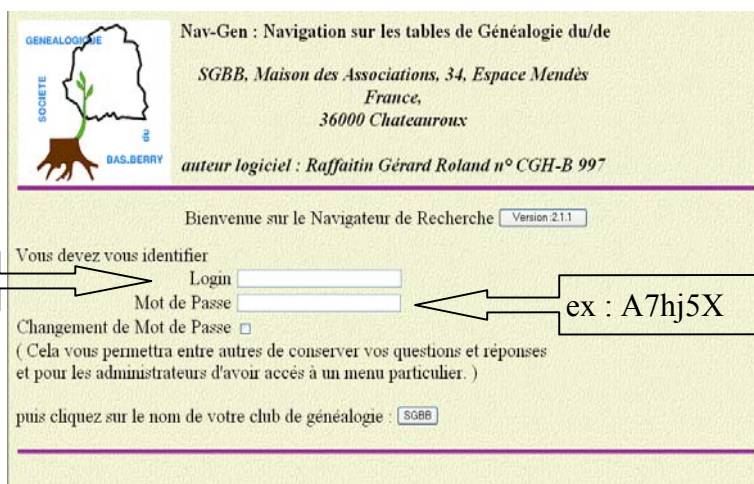 GENEALOGIQUE
SOCIETE
du
BAS.BERRY
Nav-Gen : Navigation sur les tables de Généalogie du/de
SGBB, Maison des Associations, 34, Espace Mendès
France,
36000 Chateauroux
auteur logiciel : Raffaitin Gérard Roland n° CGH-B 997
Bienvenue sur le Navigateur de Recherche Version:2.1.1
Vous devez vous identifier
Login
Mot de Passe
ex : A7hj5X
Changement de Mot de Passe
( Cela vous permettra entre autres de conserver vos questions et réponses
et pour les administrateurs d'avoir accés à un menu particulier. )
puis cliquez sur le nom de votre club de généalogie : SGBB